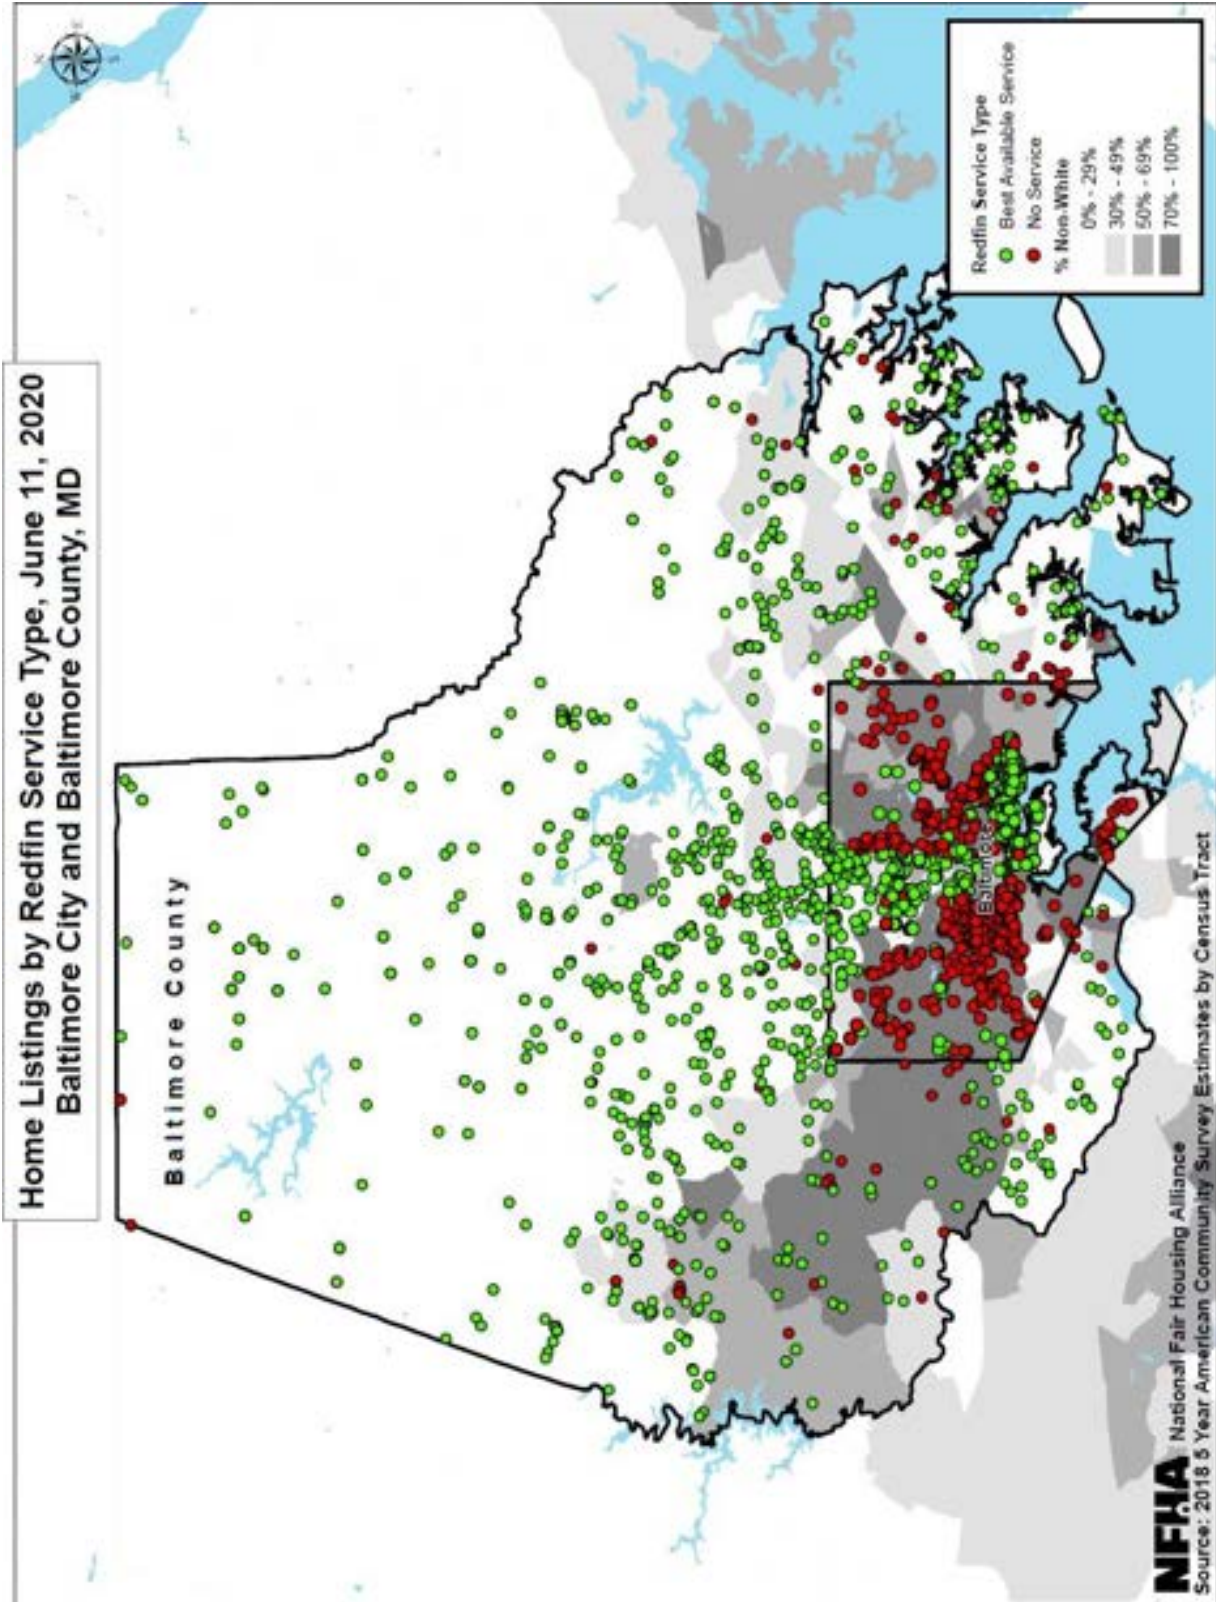 Home Listings by Redfin Service Type, June 11, 2020
Baltimore City and Baltimore County, MD
Baltimore County
Baltimore
Redfin Service Type
Best Available Service
No Service
% Non-White
0% - 29%
30% - 49%
50% - 69%
70% - 100%
NFHA National Fair Housing Alliance
Source: 2018 5 Year American Community Survey Estimates by Census Tract